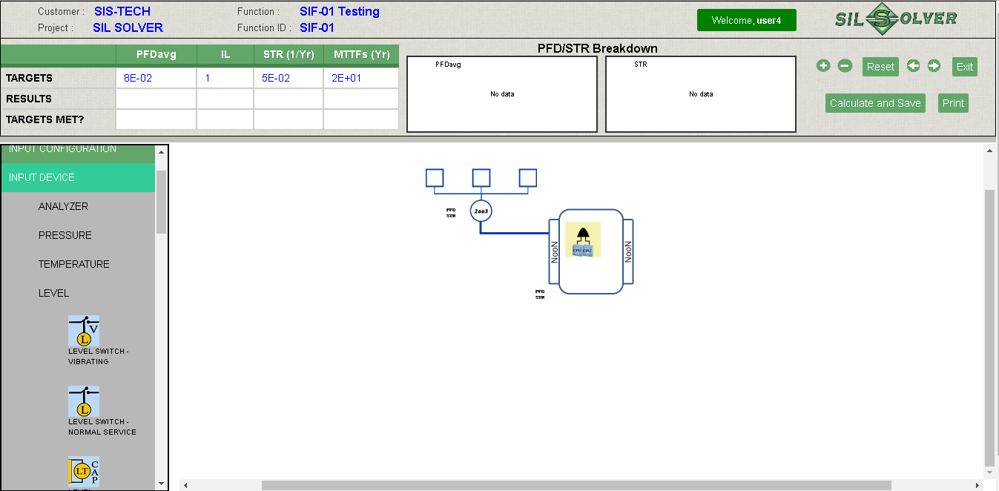 Customer : SIS-TECH
Function : SIF-01 Testing
Project : SIL SOLVER
Function ID : SIF-01
Welcome, user4
SIL SOLVER
PFDavg IL STR (1/Yr) MTTFs (Yr)
TARGETS 8E-02 1 5E-02 2E+01
RESULTS
TARGETS MET?
PFD/STR Breakdown
PFDavg
No data
STR
No data
Reset
Exit
Calculate and Save
Print
INPUT CONFIGURATION
INPUT DEVICE
ANALYZER
PRESSURE
TEMPERATURE
LEVEL
V
L
LEVEL SWITCH -
VIBRATING
L
LEVEL SWITCH -
NORMAL SERVICE
LT
CAP
LEVEL
PFD
STR
2oo3
NooN
CPU CPU
NooN
PFD
STR